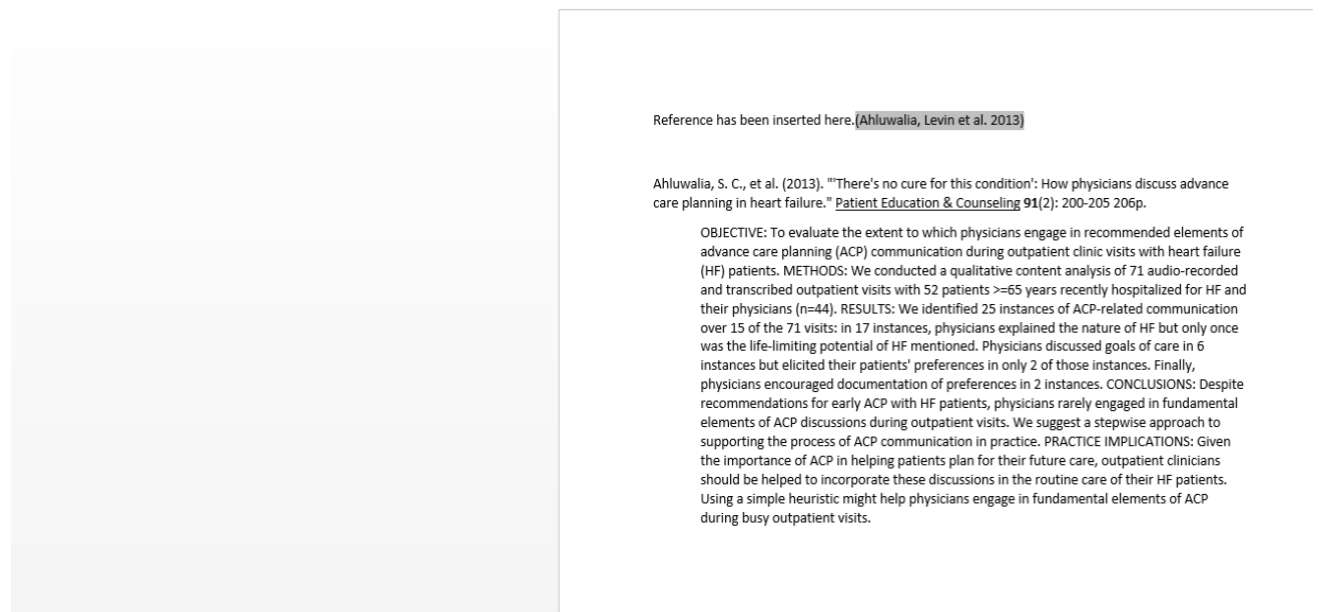 Reference has been inserted here.(Ahluwalia, Levin et al. 2013)
Ahluwalia, S. C., et al. (2013). "'There's no cure for this condition': How physicians discuss advance
care planning in heart failure." Patient Education & Counseling 91(2): 200-205 206p.
OBJECTIVE: To evaluate the extent to which physicians engage in recommended elements of
advance care planning (ACP) communication during outpatient clinic visits with heart failure
(HF) patients. METHODS: We conducted a qualitative content analysis of 71 audio-recorded
and transcribed outpatient visits with 52 patients >=65 years recently hospitalized for HF and
their physicians (n=44). RESULTS: We identified 25 instances of ACP-related communication
over 15 of the 71 visits: in 17 instances, physicians explained the nature of HF but only once
was the life-limiting potential of HF mentioned. Physicians discussed goals of care in 6
instances but elicited their patients' preferences in only 2 of those instances. Finally,
physicians encouraged documentation of preferences in 2 instances. CONCLUSIONS: Despite
recommendations for early ACP with HF patients, physicians rarely engaged in fundamental
elements of ACP discussions during outpatient visits. We suggest a stepwise approach to
supporting the process of ACP communication in practice. PRACTICE IMPLICATIONS: Given
the importance of ACP in helping patients plan for their future care, outpatient clinicians
should be helped to incorporate these discussions in the routine care of their HF patients.
Using a simple heuristic might help physicians engage in fundamental elements of ACP
during busy outpatient visits.